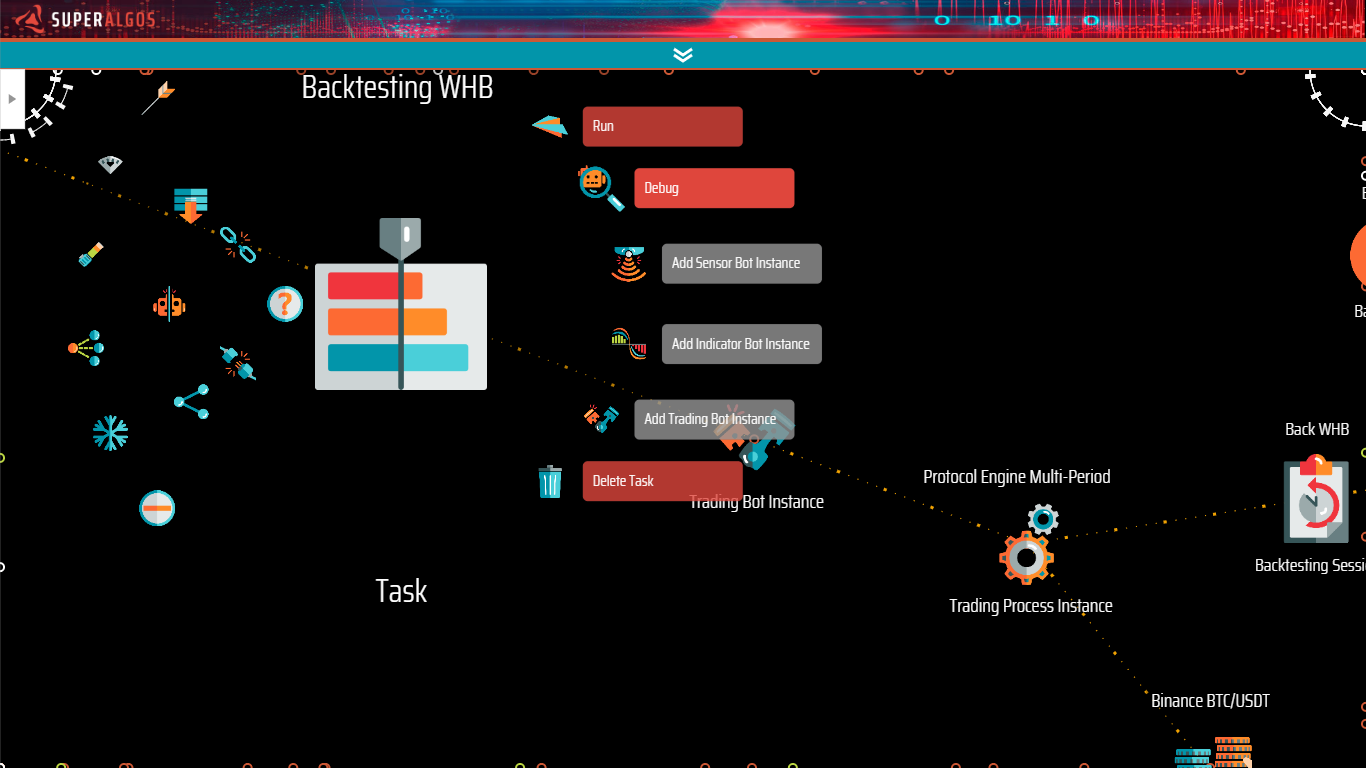 SUPERALGOS
0 10 1 0
Backtesting WHB
Run
Debug
Add Sensor Bot Instance
Add Indicator Bot Instance
Add Trading Bot Instance
Delete Task
Trading Bot Instance
Task
Back WHB
Protocol Engine Multi-Period
Backtesting Sessi
Trading Process Instance
Binance BTC/USDT
Ba